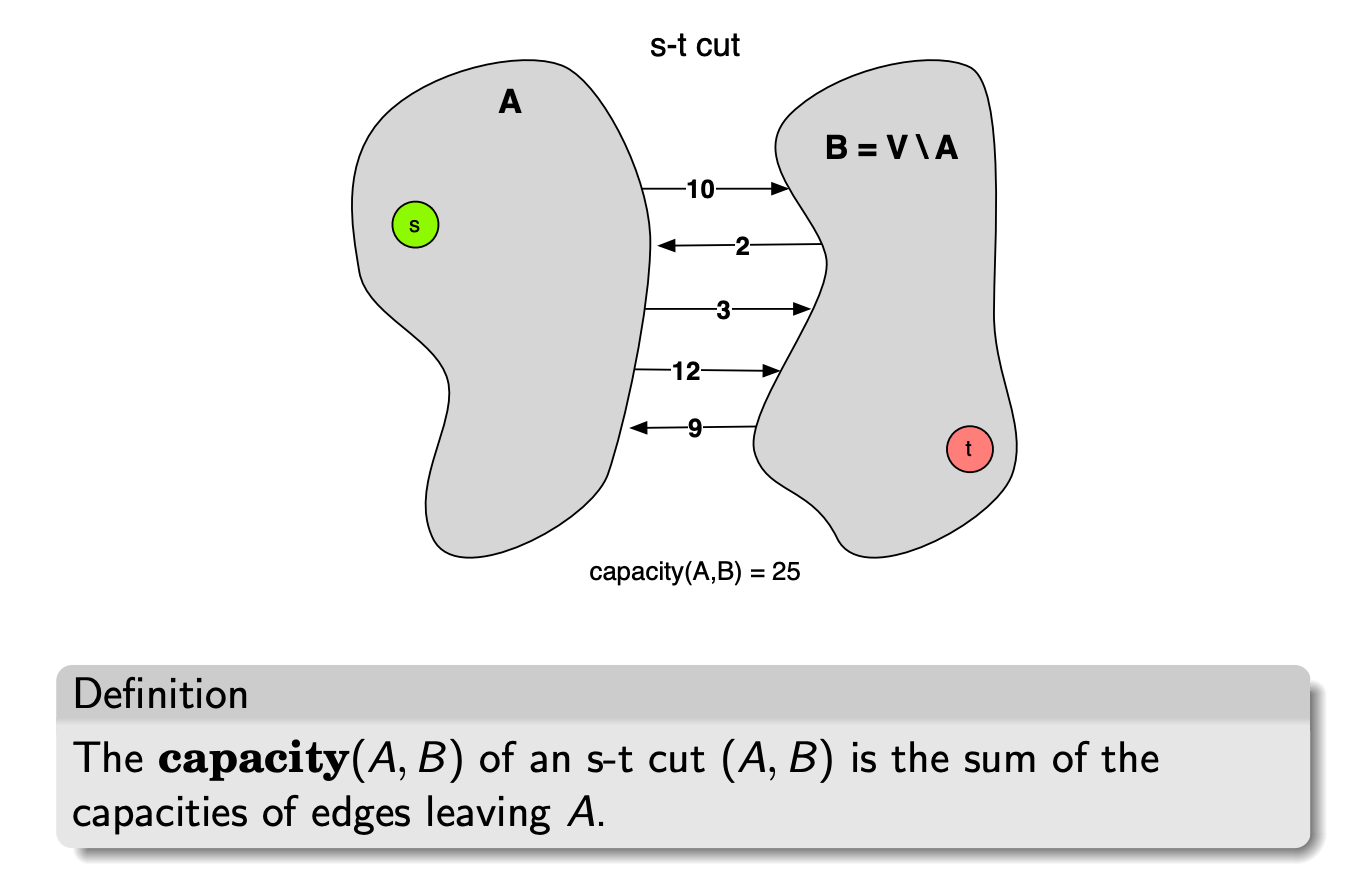 s-t cut
A
B = V \ A
10
s
2
3
12
9
t
capacity(A,B) = 25
Definition
The capacity(A, B) of an s-t cut (A, B) is the sum of the
capacities of edges leaving A.